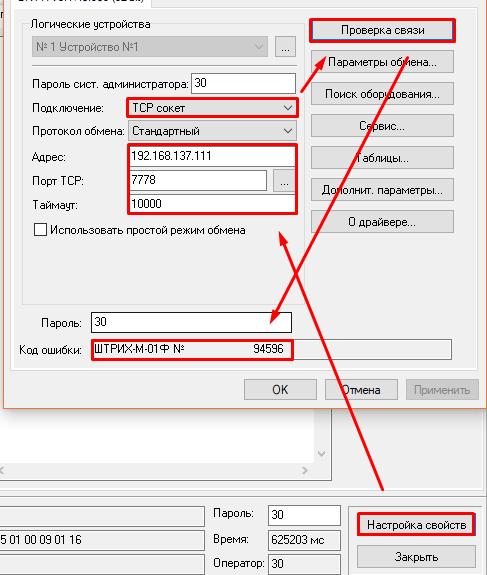 Логические устройства
№ 1 Устройство №1
...
Пароль сист. администратора: 30
Подключение: TCP сокет
Протокол обмена: Стандартный
Адрес: 192.168.137.111
Порт TCP: 7778 ...
Таймаут: 10000
Использовать простой режим обмена
Проверка связи
Параметры обмена...
Поиск оборудования...
Сервис...
Таблицы...
Дополнит. параметры...
О драйвере...
Пароль: 30
Код ошибки: ШТРИХ-М-01Ф № 94596
OK Отмена Применить
Пароль: 30
Настройка свойств
5 01 00 09 01 16 Время: 625203 мс
Закрыть
Оператор: 30